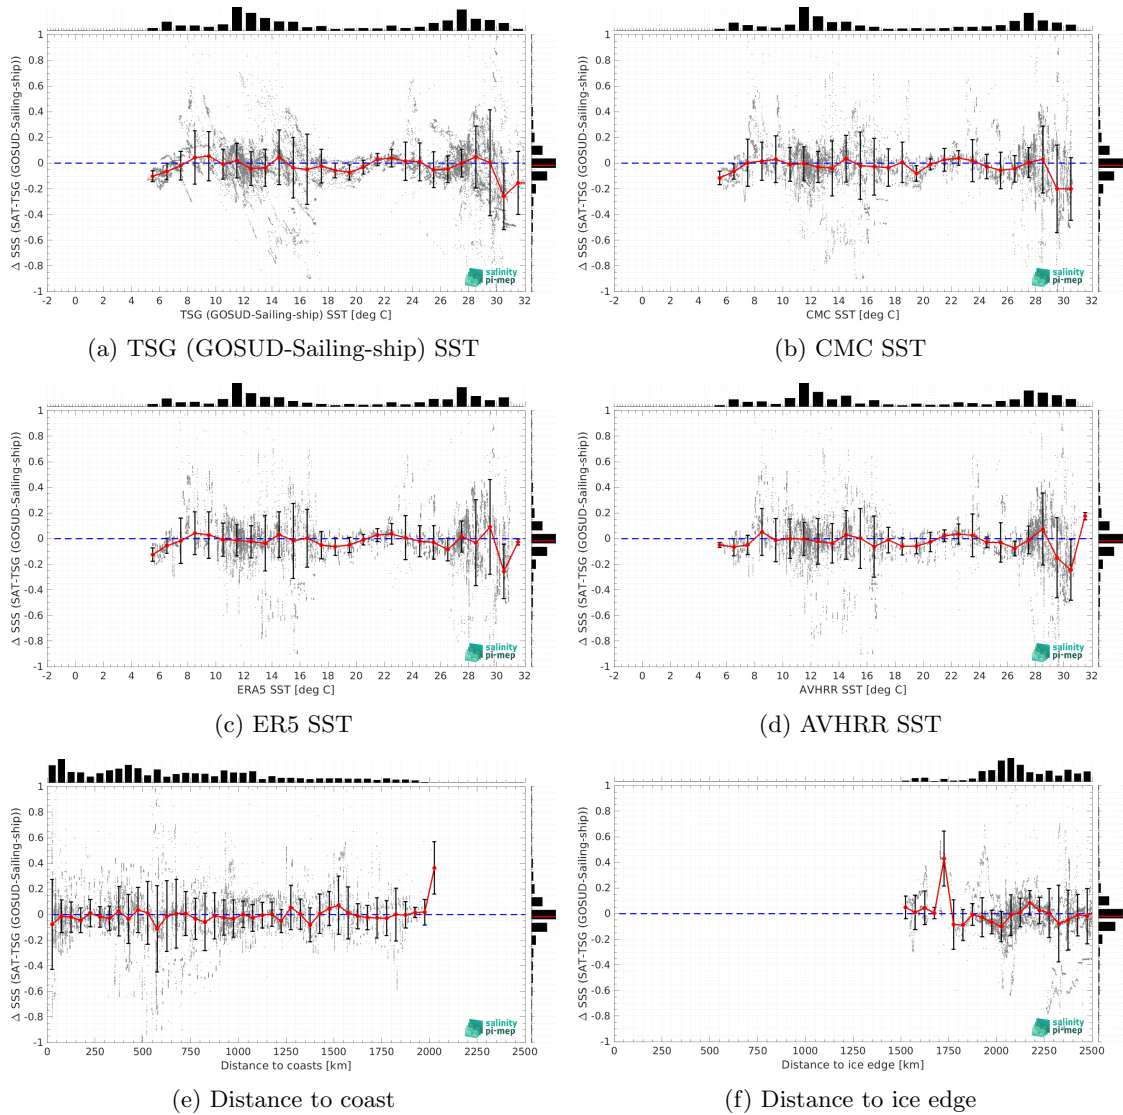 Δ SSS (SAT-TSG (GOSUD-Sailing-ship))
1
0.8
0.6
0.4
0.2
0
-0.2
-0.4
-0.6
-0.8
-1
-2 0 2 4 6 8 10 12 14 16 18 20 22 24 26 28 30 32
TSG (GOSUD-Sailing-ship) SST [deg C]
salinity
pi-mep
(a) TSG (GOSUD-Sailing-ship) SST
Δ SSS (SAT-TSG (GOSUD-Sailing-ship))
1
0.8
0.6
0.4
0.2
0
-0.2
-0.4
-0.6
-0.8
-1
-2 0 2 4 6 8 10 12 14 16 18 20 22 24 26 28 30 32
CMC SST [deg C]
salinity
pi-mep
(b) CMC SST
Δ SSS (SAT-TSG (GOSUD-Sailing-ship))
1
0.8
0.6
0.4
0.2
0
-0.2
-0.4
-0.6
-0.8
-1
-2 0 2 4 6 8 10 12 14 16 18 20 22 24 26 28 30 32
ERA5 SST [deg C]
salinity
pi-mep
(c) ER5 SST
Δ SSS (SAT-TSG (GOSUD-Sailing-ship))
1
0.8
0.6
0.4
0.2
0
-0.2
-0.4
-0.6
-0.8
-1
-2 0 2 4 6 8 10 12 14 16 18 20 22 24 26 28 30 32
AVHRR SST [deg C]
salinity
pi-mep
(d) AVHRR SST
Δ SSS (SAT-TSG (GOSUD-Sailing-ship))
1
0.8
0.6
0.4
0.2
0
-0.2
-0.4
-0.6
-0.8
-1
0 250 500 750 1000 1250 1500 1750 2000 2250 2500
Distance to coasts [km]
salinity
pi-mep
(e) Distance to coast
Δ SSS (SAT-TSG (GOSUD-Sailing-ship))
1
0.8
0.6
0.4
0.2
0
-0.2
-0.4
-0.6
-0.8
-1
0 250 500 750 1000 1250 1500 1750 2000 2250 2500
Distance to ice edge [km]
salinity
pi-mep
(f) Distance to ice edge